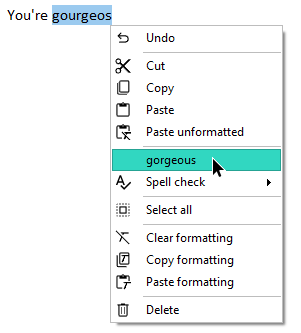 You're gourgeos
Undo
Cut
Copy
Paste
Paste unformatted
gorgeous
Spell check
Select all
Clear formatting
Copy formatting
Paste formatting
Delete